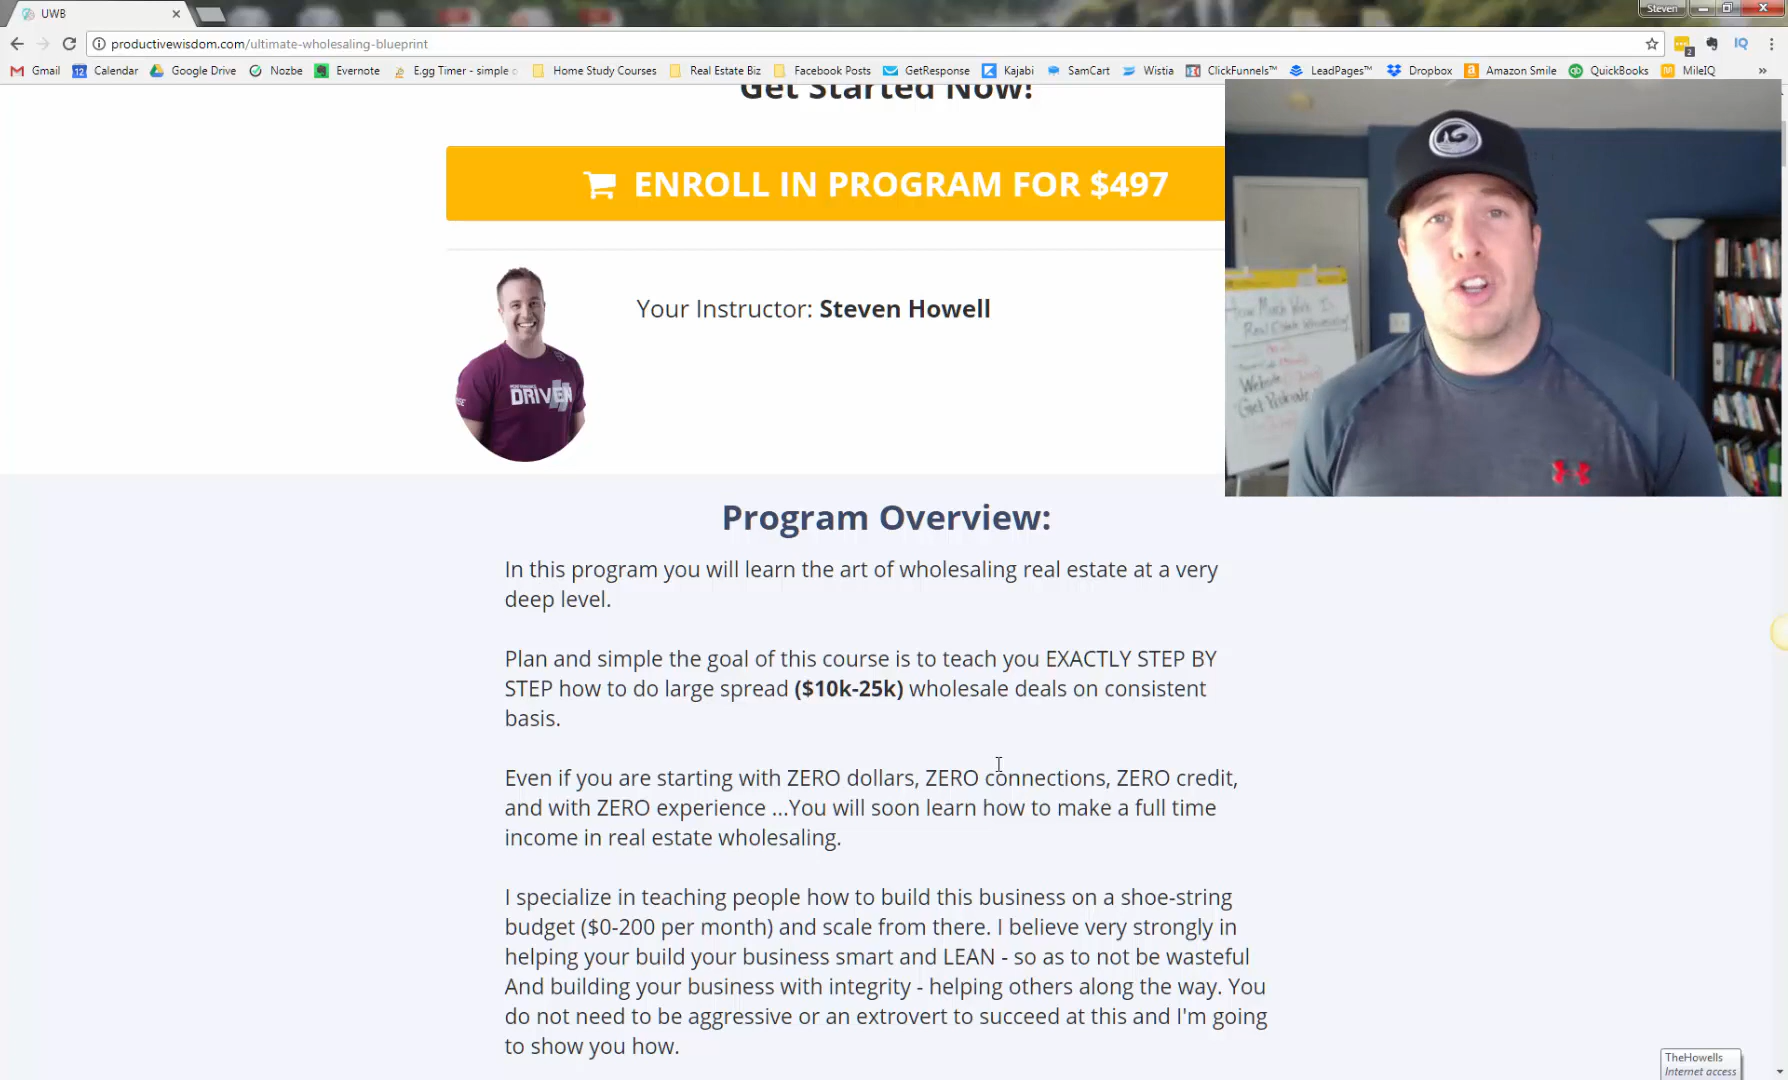 UWB
Steven
productivewisdom.com/ultimate-wholesaling-blueprint
Gmail
Calendar
Google Drive
Nozbe
Evernote
E.gg Timer - simple c
Home Study Courses
Real Estate Biz
Facebook Posts
GetResponse
Kajabi
SamCart
Wistia
ClickFunnels™
LeadPages™
Dropbox
Amazon Smile
QuickBooks
MileIQ
Get Started Now!
ENROLL IN PROGRAM FOR $497
Your Instructor: Steven Howell
DRIVEN
Real Estate Wholesaling
Website
Program Overview:
In this program you will learn the art of wholesaling real estate at a very
deep level.
Plan and simple the goal of this course is to teach you EXACTLY STEP BY
STEP how to do large spread ($10k-25k) wholesale deals on consistent
basis.
Even if you are starting with ZERO dollars, ZERO connections, ZERO credit,
and with ZERO experience ...You will soon learn how to make a full time
income in real estate wholesaling.
I specialize in teaching people how to build this business on a shoe-string
budget ($0-200 per month) and scale from there. I believe very strongly in
helping your build your business smart and LEAN - so as to not be wasteful
And building your business with integrity - helping others along the way. You
do not need to be aggressive or an extrovert to succeed at this and I'm going
to show you how.
TheHowells
Internet access